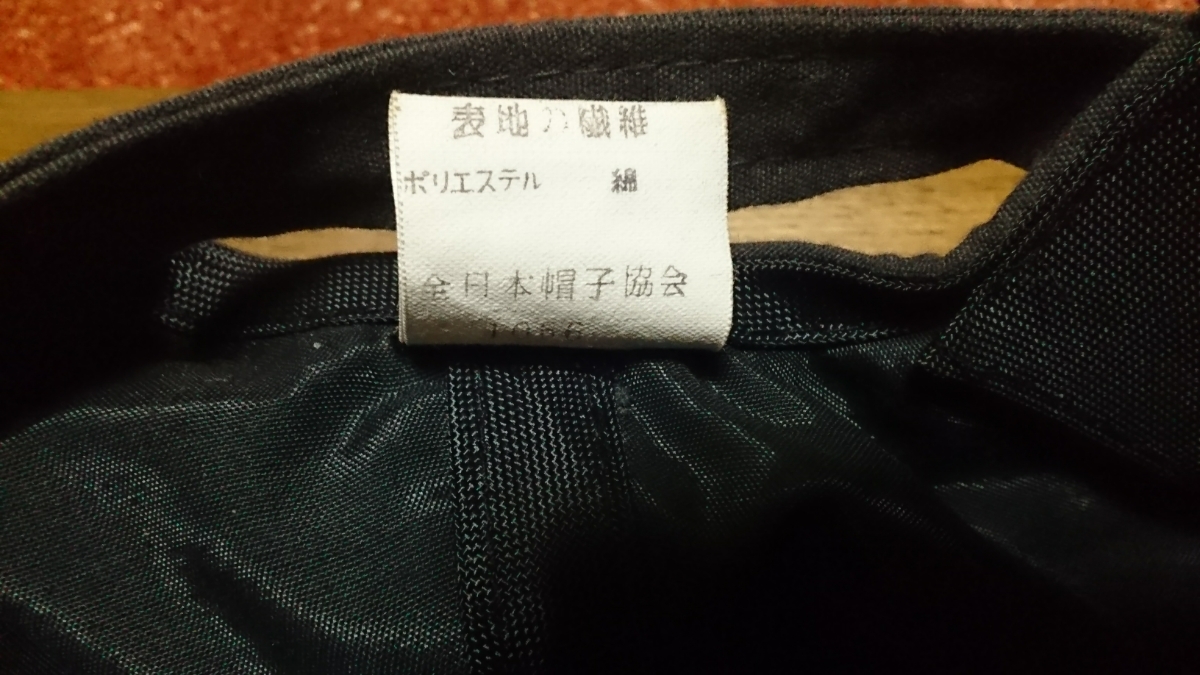 表地の繊維
ポリエステル 綿
全日本帽子協会
1086